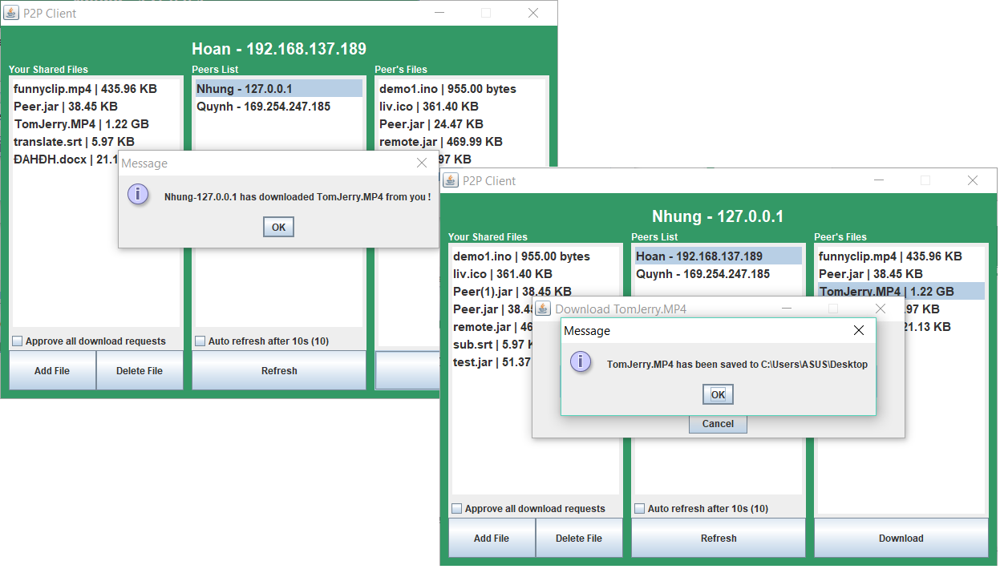 P2P Client
Hoan - 192.168.137.189
Your Shared Files
funnyclip.mp4 | 435.96 KB
Peer.jar | 38.45 KB
TomJerry.MP4 | 1.22 GB
translate.srt | 5.97 KB
ĐAHĐH.docx | 21.1
Peers List
Nhung - 127.0.0.1
Quynh - 169.254.247.185
Peer's Files
demo1.ino | 955.00 bytes
liv.ico | 361.40 KB
Peer.jar | 24.47 KB
remote.jar | 469.99 KB
97 KB
Message
Nhung-127.0.0.1 has downloaded TomJerry.MP4 from you !
OK
Approve all download requests
Auto refresh after 10s (10)
Add File
Delete File
Refresh
P2P Client
Nhung - 127.0.0.1
Your Shared Files
demo1.ino | 955.00 bytes
liv.ico | 361.40 KB
Peer(1).jar | 38.45 KB
Peer.jar | 38.45
remote.jar | 46
sub.srt | 5.97 K
test.jar | 51.37
Peers List
Hoan - 192.168.137.189
Quynh - 169.254.247.185
Peer's Files
funnyclip.mp4 | 435.96 KB
Peer.jar | 38.45 KB
TomJerry.MP4 | 1.22 GB
.97 KB
21.13 KB
Download TomJerry.MP4
Message
TomJerry.MP4 has been saved to C:\Users\ASUS\Desktop
OK
Cancel
Approve all download requests
Auto refresh after 10s (10)
Add File
Delete File
Refresh
Download